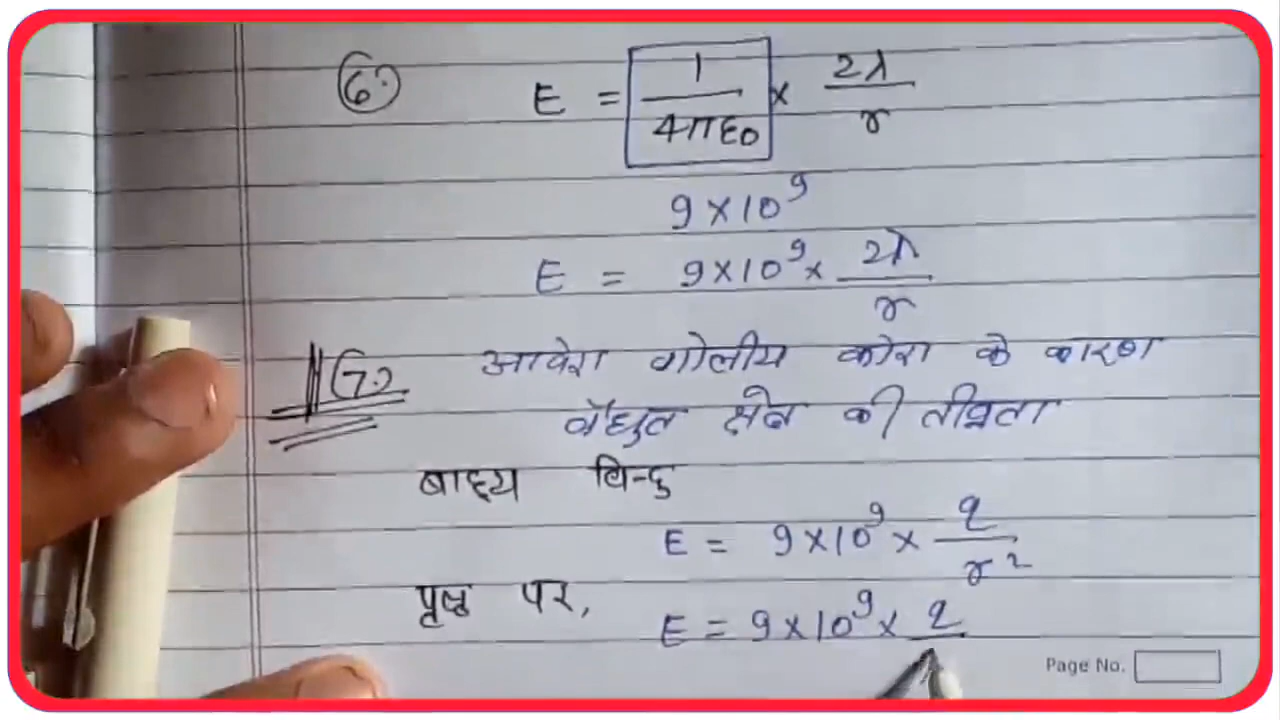 6. E = 1/4πε0 × 2λ/r
9×10⁹
E = 9×10⁹× 2λ/r
7. आवेश गोलीय कोश के कारण
वैधुत क्षेत्र की तीव्रता
बाह्य बिन्दु
E = 9×10⁹ × q/r²
पृष्ठ पर,
E = 9×10⁹ × q/
Page No.